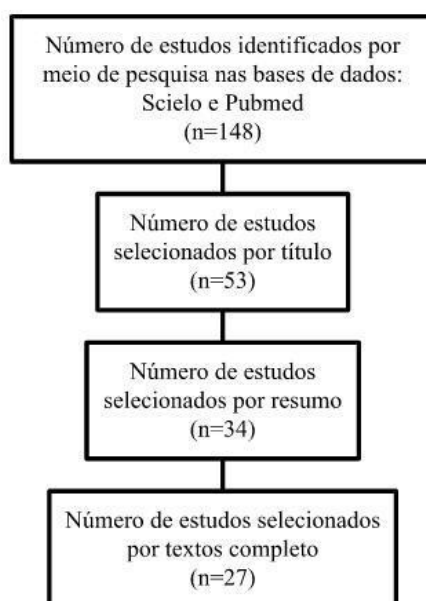 Número de estudos identificados por
meio de pesquisa nas bases de dados:
Scielo e Pubmed
(n=148)
Número de estudos
selecionados por título
(n=53)
Número de estudos
selecionados por resumo
(n=34)
Número de estudos selecionados
por textos completo
(n=27)